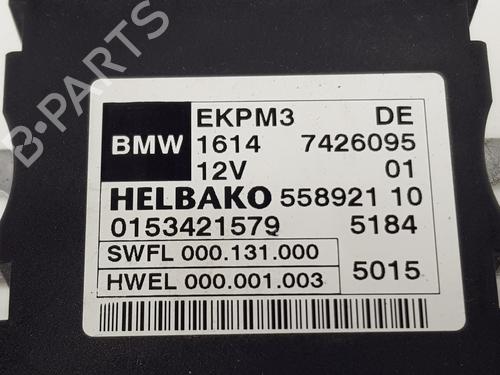 B-PARTS
BMW
EKPM3 DE
1614 7426095
12V 01
HELBAKO 558921 10
0153421579 5184
SWFL 000.131.000
HWEL 000.001.003 5015